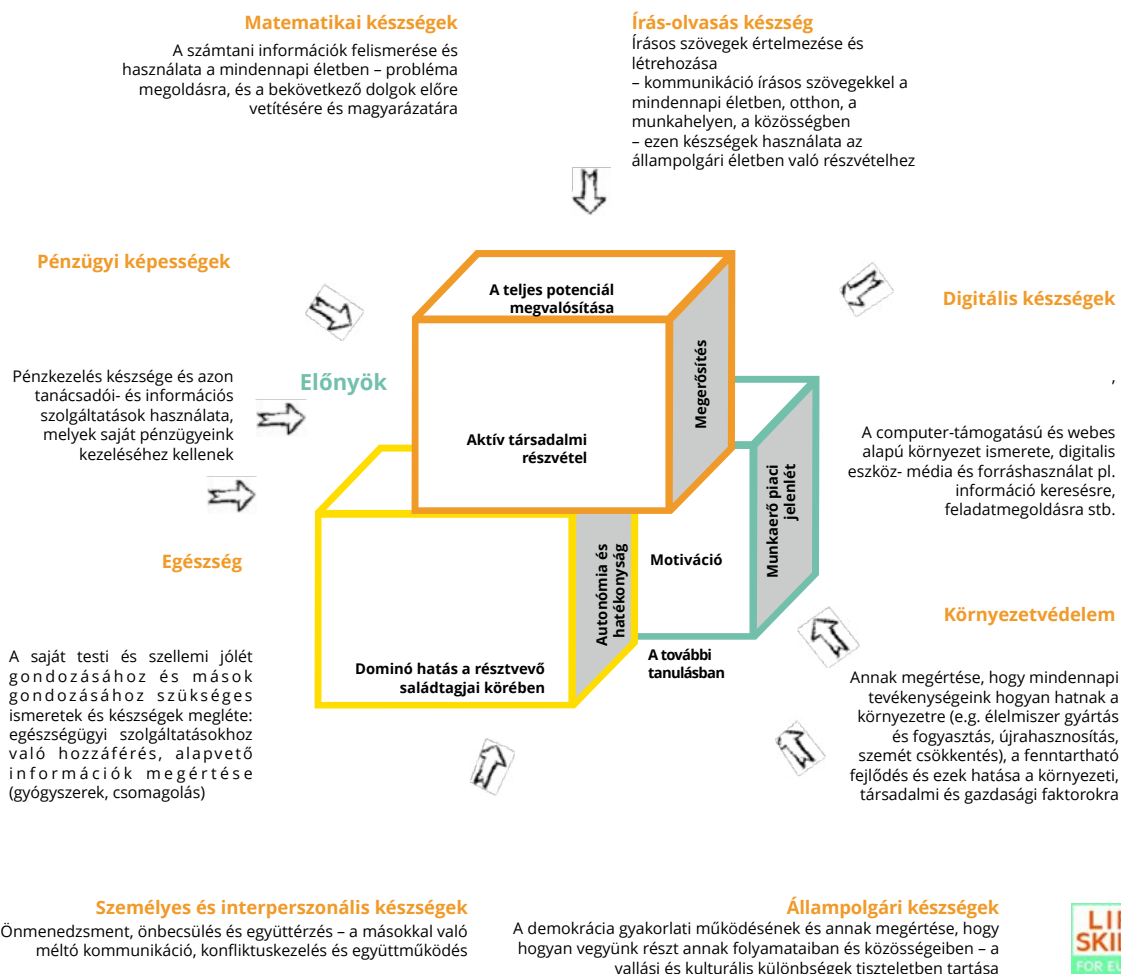 Matematikai készségek
A számtani információk felismerése és
használata a mindennapi életben – probléma
megoldásra, és a bekövetkező dolgok előre
vetítésére és magyarázatára
Írás-olvasás készség
Írásos szövegek értelmezése és
létrehozása
– kommunikáció írásos szövegekkel a
mindennapi életben, otthon, a
munkahelyen, a közösségben
– ezen készségek használata az
állampolgári életben való részvételhez
Pénzügyi képességek
Pénzkezelés készsége és azon
tanácsadói- és információs
szolgáltatások használata,
melyek saját pénzügyeink
kezeléséhez kellenek
Előnyök
A teljes potenciál
megvalósítása
Megerősítés
Aktív társadalmi
részvétel
Digitális készségek
,
A computer-támogatású és webes
alapú környezet ismerete, digitalis
eszköz- média és forráshasználat pl.
információ keresésre,
feladatmegoldásra stb.
Munkaerő piaci
jelenlét
Motiváció
Autonómia és
hatékonyság
A további
tanulásban
Dominó hatás a résztvevő
saládtagjai körében
Egészség
A saját testi és szellemi jólét
gondozásához és mások
gondozásához szükséges
ismeretek és készségek megléte:
egészségügyi szolgáltatásokhoz
való hozzáférés, alapvető
információk megértése
(gyógyszerek, csomagolás)
Környezetvédelem
Annak megértése, hogy mindennapi
tevékenységeink hogyan hatnak a
környezetre (e.g. élelmiszer gyártás
és fogyasztás, újrahasznosítás,
szemét csökkentés), a fenntartható
fejlődés és ezek hatása a környezeti,
társadalmi és gazdasági faktorokra
Személyes és interperszonális készségek
Önmenedzsment, önbecsülés és együttérzés – a másokkal való
méltó kommunikáció, konfliktuskezelés és együttműködés
Állampolgári készségek
A demokrácia gyakorlati működésének és annak megértése, hogy
hogyan vegyünk részt annak folyamataiban és közösségeiben – a
vallási és kulturális különbségek tiszteletben tartása
FOR